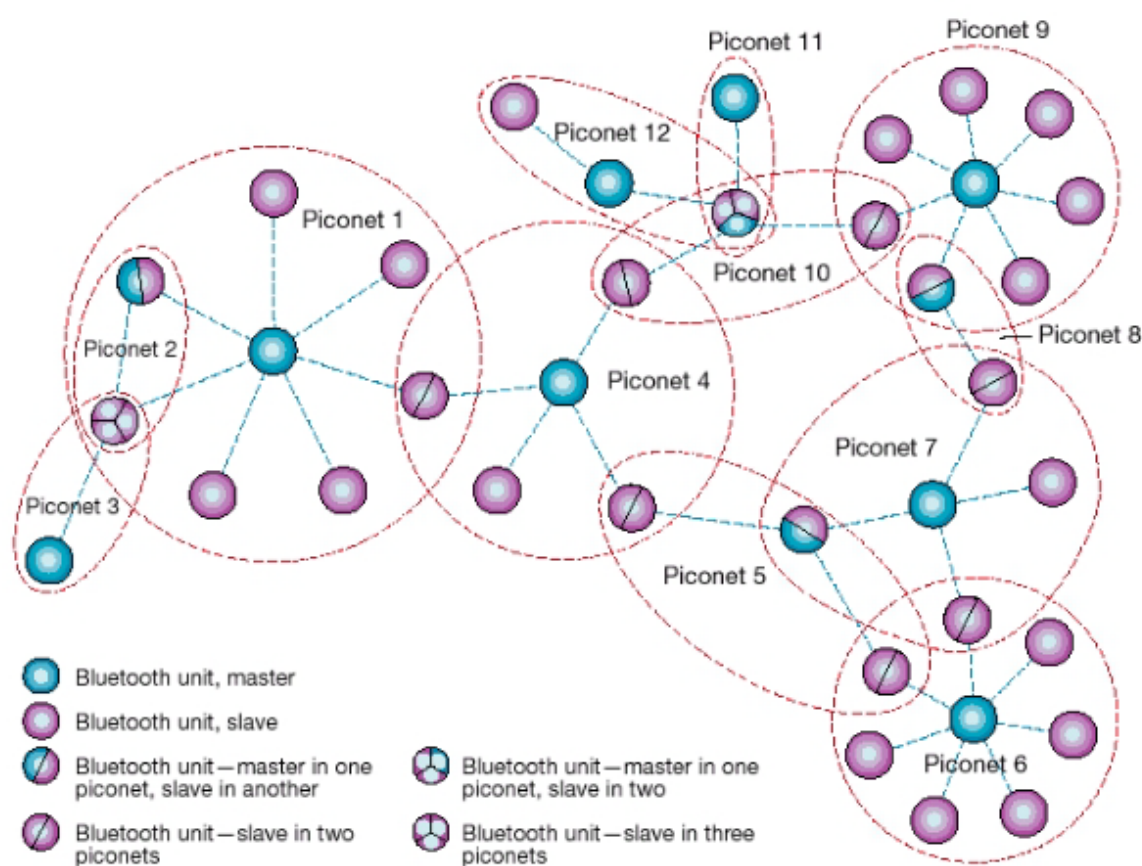 Piconet 11
Piconet 9
Piconet 12
Piconet 1
Piconet 10
Piconet 2
Piconet 8
Piconet 4
Piconet 7
Piconet 3
Piconet 5
Piconet 6
Bluetooth unit, master
Bluetooth unit, slave
Bluetooth unit—master in one
piconet, slave in another
Bluetooth unit—slave in two
piconets
Bluetooth unit—master in one
piconet, slave in two
Bluetooth unit—slave in three
piconets